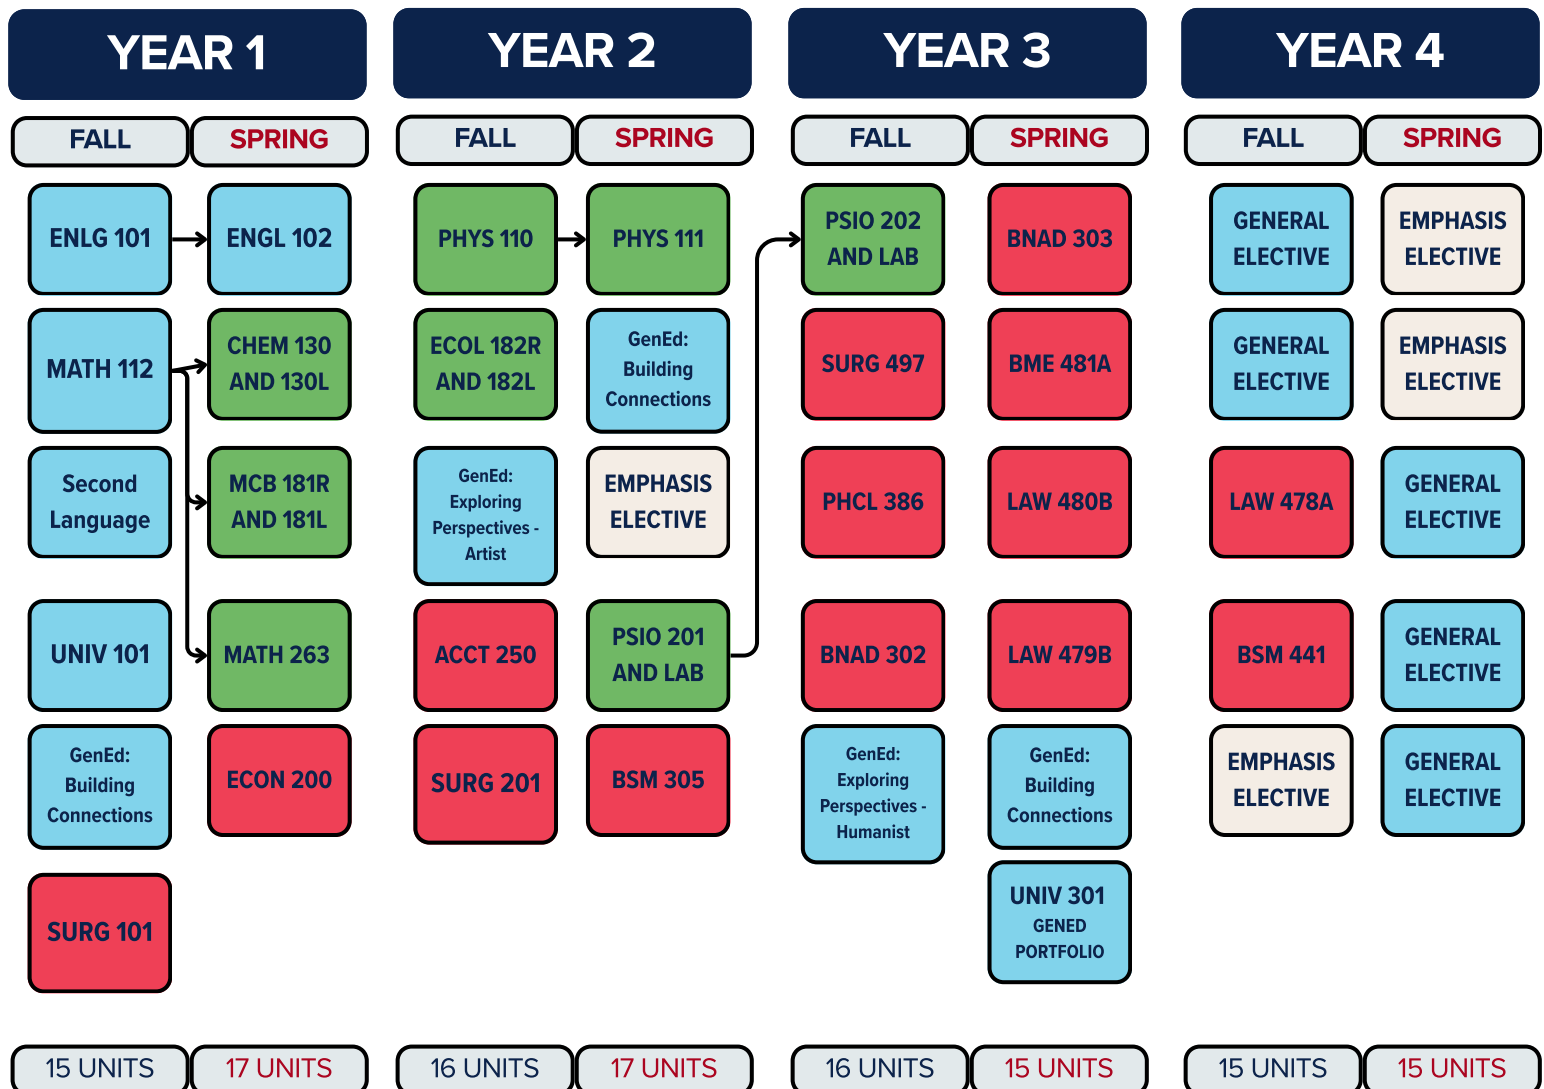 YEAR 1
FALL
SPRING
ENLG 101
ENGL 102
MATH 112
CHEM 130
AND 130L
Second
Language
MCB 181R
AND 181L
UNIV 101
MATH 263
GenEd:
Building
Connections
ECON 200
SURG 101
15 UNITS
17 UNITS
YEAR 2
FALL
SPRING
PHYS 110
PHYS 111
ECOL 182R
AND 182L
GenEd:
Building
Connections
GenEd:
Exploring
Perspectives -
Artist
EMPHASIS
ELECTIVE
ACCT 250
PSIO 201
AND LAB
SURG 201
BSM 305
16 UNITS
17 UNITS
YEAR 3
FALL
SPRING
PSIO 202
AND LAB
BNAD 303
SURG 497
BME 481A
PHCL 386
LAW 480B
BNAD 302
LAW 479B
GenEd:
Exploring
Perspectives -
Humanist
GenEd:
Building
Connections
UNIV 301
GENED
PORTFOLIO
16 UNITS
15 UNITS
YEAR 4
FALL
SPRING
GENERAL
ELECTIVE
EMPHASIS
ELECTIVE
GENERAL
ELECTIVE
EMPHASIS
ELECTIVE
LAW 478A
GENERAL
ELECTIVE
BSM 441
GENERAL
ELECTIVE
EMPHASIS
ELECTIVE
GENERAL
ELECTIVE
15 UNITS
15 UNITS